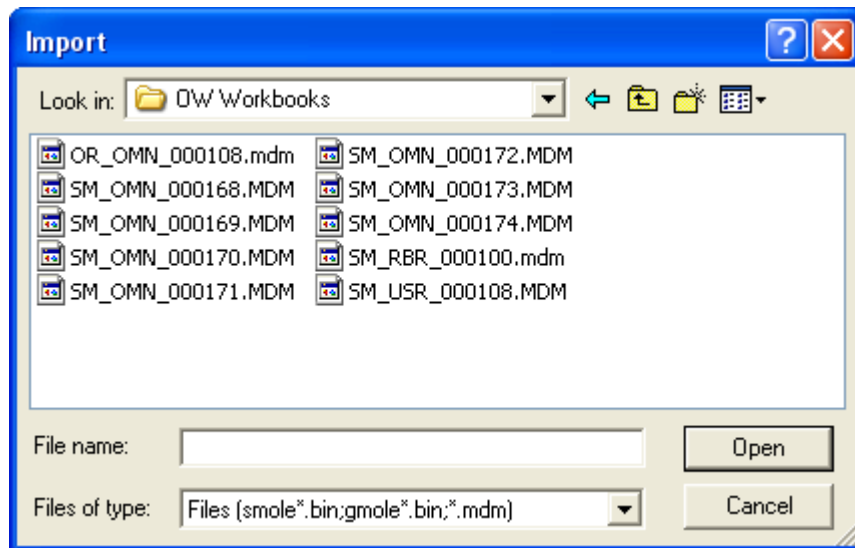 Import
Look in: OW Workbooks
OR_OMN_000108.mdm
SM_OMN_000168.MDM
SM_OMN_000169.MDM
SM_OMN_000170.MDM
SM_OMN_000171.MDM
SM_OMN_000172.MDM
SM_OMN_000173.MDM
SM_OMN_000174.MDM
SM_RBR_000100.mdm
SM_USR_000108.MDM
File name:
Open
Files of type: Files (smole*.bin;gmole*.bin;*.mdm)
Cancel